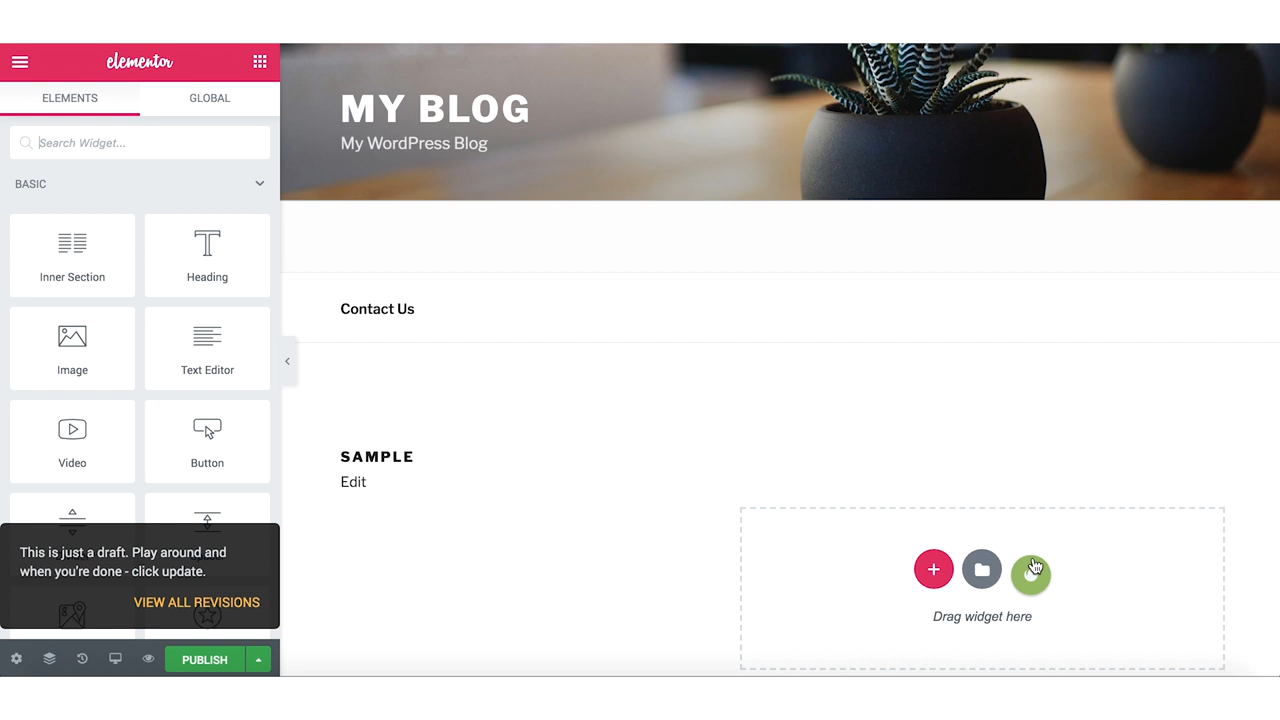 elementor
ELEMENTS
GLOBAL
Search Widget...
BASIC
Inner Section
Heading
Image
Text Editor
Video
Button
This is just a draft. Play around and
when you're done - click update.
VIEW ALL REVISIONS
PUBLISH
MY BLOG
My WordPress Blog
Contact Us
SAMPLE
Edit
Drag widget here